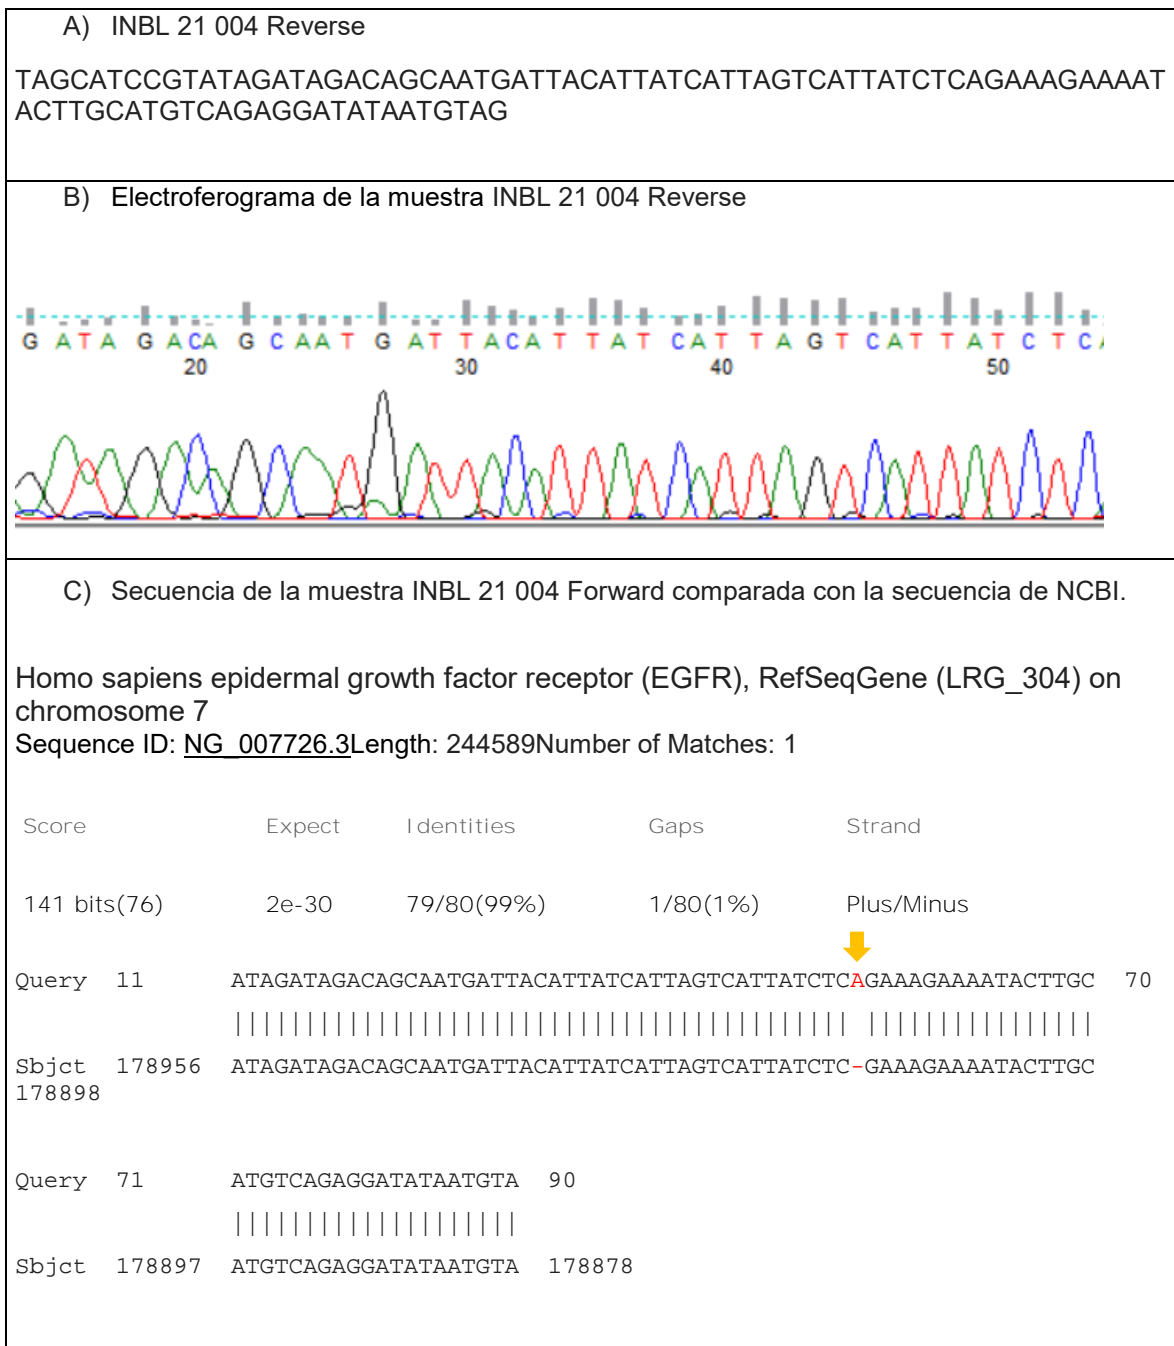 A) INBL 21 004 Reverse
TAGCATCCGTATAGATAGACAGCAATGATTACATTATCATTAGTCATTATCTCAGAAAGAAAAT
ACTTGCATGTCAGAGGATATAATGTAG
B) Electroferograma de la muestra INBL 21 004 Reverse
G A T A G A C A G C A A T G A T T A C A T T A T C A T T A G T C A T T A T C T C A
20 30 40 50
C) Secuencia de la muestra INBL 21 004 Forward comparada con la secuencia de NCBI.
Homo sapiens epidermal growth factor receptor (EGFR), RefSeqGene (LRG_304) on
chromosome 7
Sequence ID: NG_007726.3Length: 244589Number of Matches: 1
Score Expect Identities Gaps Strand
141 bits(76) 2e-30 79/80(99%) 1/80(1%) Plus/Minus
Query 11 ATAGATAGACAGCAATGATTACATTATCATTAGTCATTATCTCAGAAAGAAAATACTTGC 70
||||||||||||||||||||||||||||||||||||||||||| ||||||||||||||||
Sbjct 178956 ATAGATAGACAGCAATGATTACATTATCATTAGTCATTATCTC-GAAAGAAAATACTTGC
178898
Query 71 ATGTCAGAGGATATAATGTA 90
||||||||||||||||||||
Sbjct 178897 ATGTCAGAGGATATAATGTA 178878